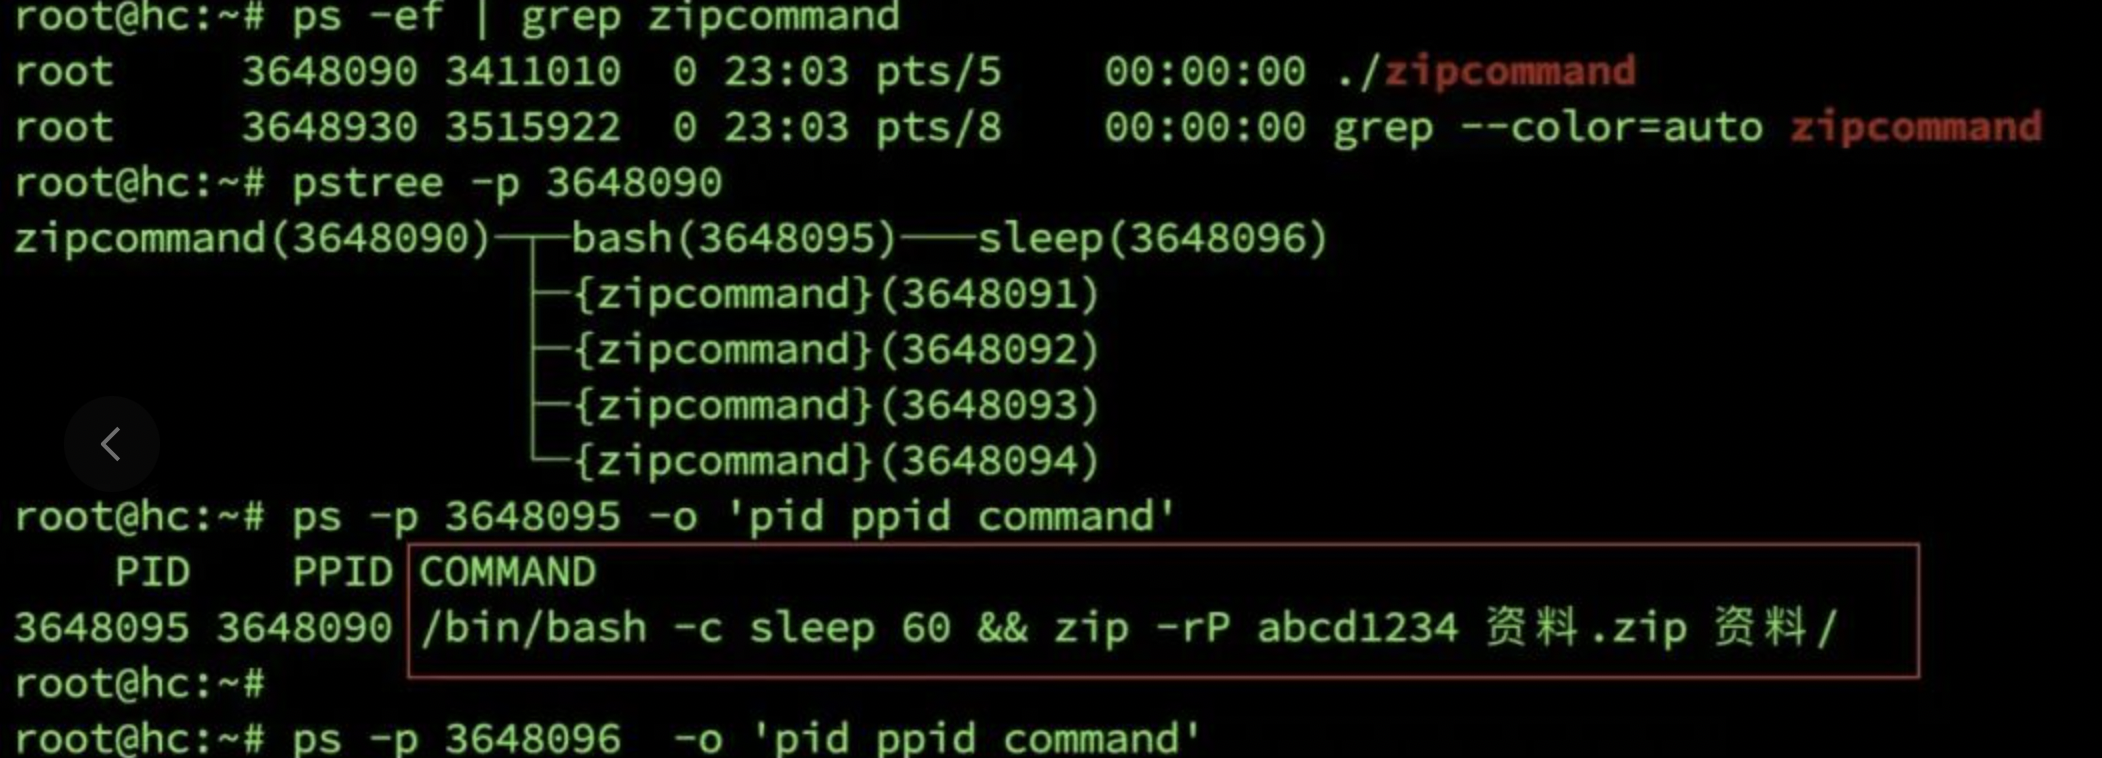 root@hc:~# ps -ef | grep zipcommand
root     3648090 3411010  0 23:03 pts/5    00:00:00 ./zipcommand
root     3648930 3515922  0 23:03 pts/8    00:00:00 grep --color=auto zipcommand
root@hc:~# pstree -p 3648090
zipcommand(3648090)─┬─bash(3648095)───sleep(3648096)
                    ├─{zipcommand}(3648091)
                    ├─{zipcommand}(3648092)
                    ├─{zipcommand}(3648093)
                    └─{zipcommand}(3648094)
root@hc:~# ps -p 3648095 -o 'pid ppid command'
    PID    PPID COMMAND
3648095 3648090 /bin/bash -c sleep 60 && zip -rP abcd1234 资料.zip 资料/
root@hc:~#
root@hc:~# ps -p 3648096  -o 'pid ppid command'